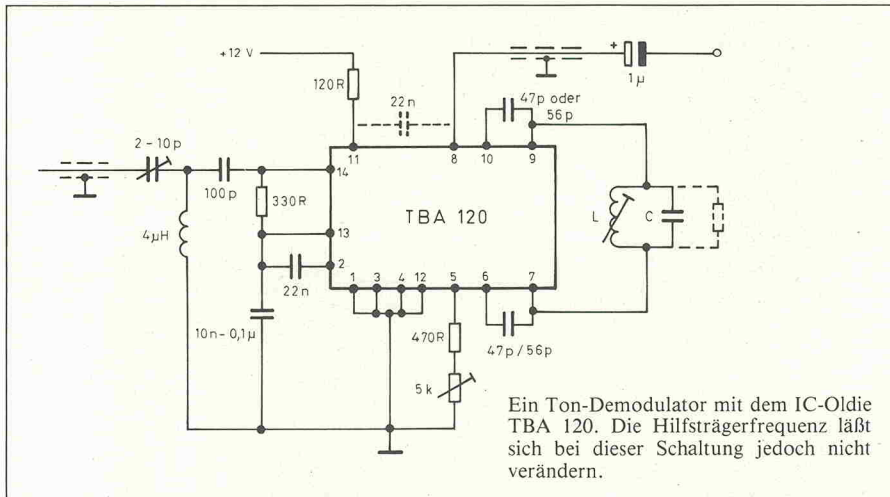 +12 V
120R
22n
+
1µ
47p oder
56p
2-10p
11
8
10
9
100p
14
330R
13
TBA 120
L
C
4µH
2
22n
1
3
4
12
5
6
7
10n-0,1µ
470R
47p/56p
5k
Ein Ton-Demodulator mit dem IC-Oldie
TBA 120. Die Hilfsträgerfrequenz läßt
sich bei dieser Schaltung jedoch nicht
verändern.